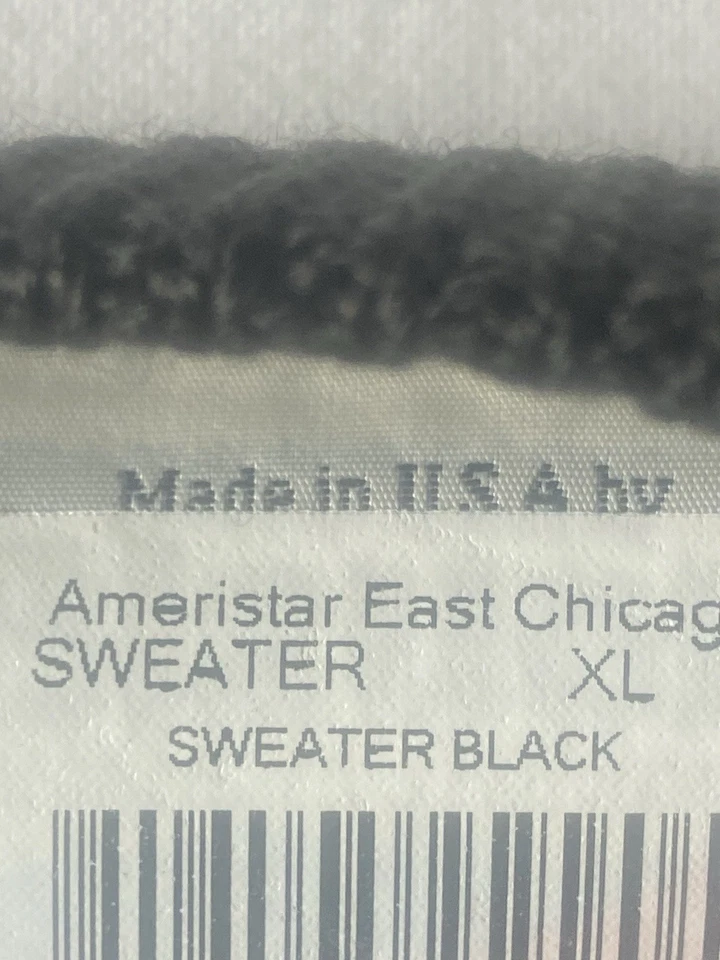 Made in U.S.A by
Ameristar East Chicag
SWEATER XL
SWEATER BLACK